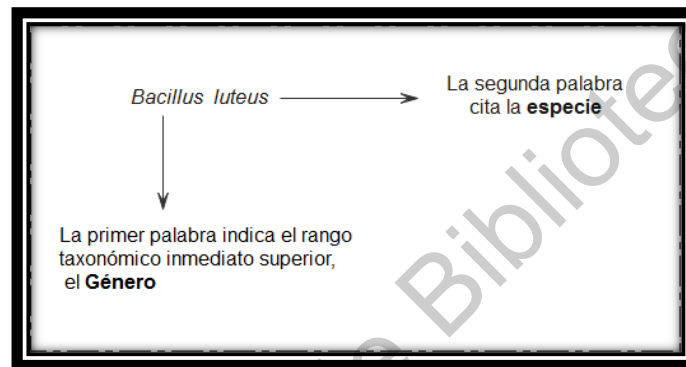 Bacillus luteus
La segunda palabra
cita la especie
La primer palabra indica el rango
taxonómico inmediato superior,
el Género
e Bibliotec